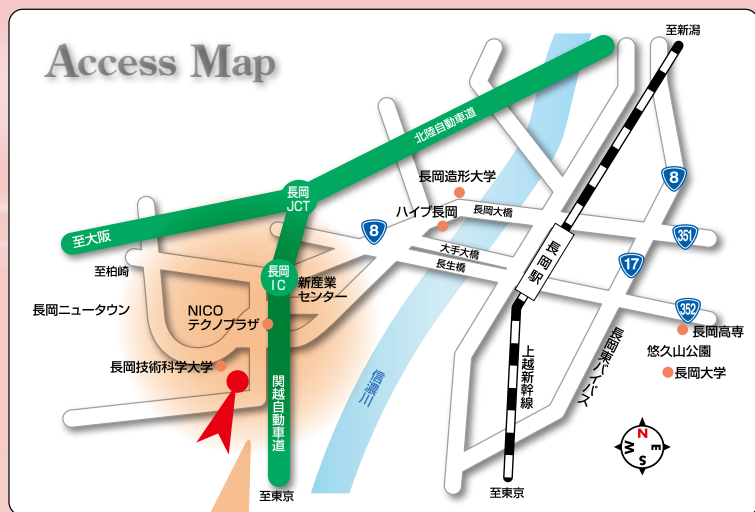 Access Map
至新潟
北陸自動車道
8
長岡造形大学
長岡
JCT
ハイブ長岡
長岡大橋
8
351
至大阪
大手大橋
長生橋
長岡駅
17
至柏崎
長岡
IC
新産業
センター
長岡ニュータウン
NICO
テクノプラザ
352
長岡高専
悠久山公園
長岡技術科学大学
長岡大学
関越自動車道
信濃川
上越新幹線
長岡東バイパス
N
W
E
S
至東京
至東京